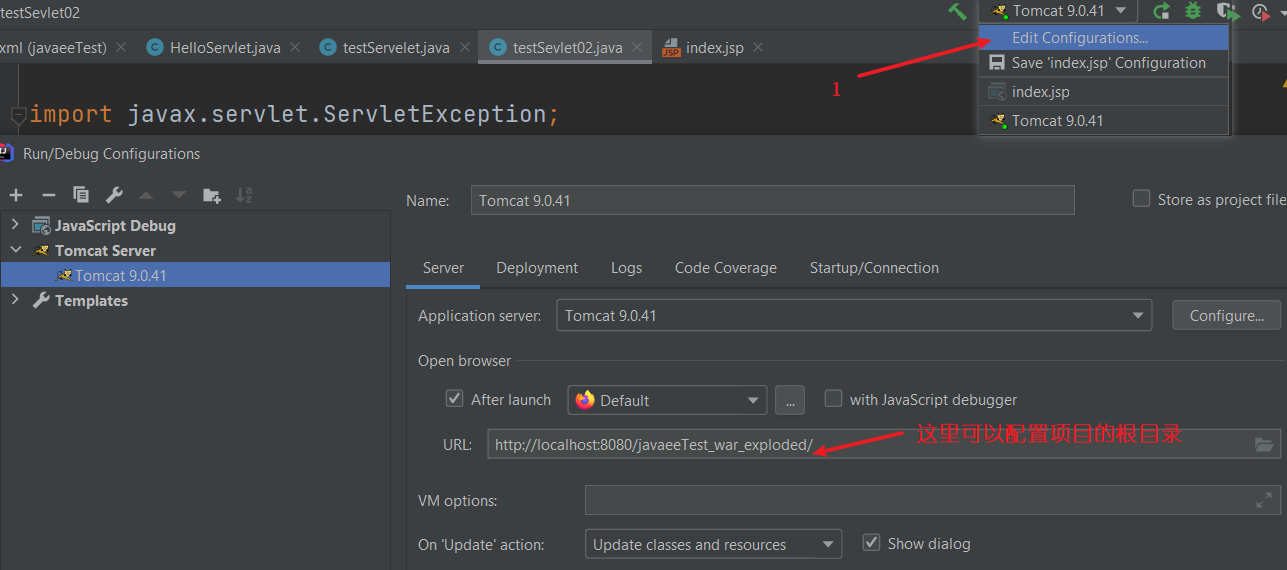 testSevlet02
Tomcat 9.0.41
xml (javaeeTest)
HelloServlet.java
testServelet.java
testSevlet02.java
index.jsp
Edit Configurations...
Save 'index.jsp' Configuration
index.jsp
Tomcat 9.0.41
1
import javax.servlet.ServletException;
Run/Debug Configurations
Name:
Tomcat 9.0.41
Store as project file
JavaScript Debug
Tomcat Server
Tomcat 9.0.41
Templates
Server
Deployment
Logs
Code Coverage
Startup/Connection
Application server:
Tomcat 9.0.41
Configure...
Open browser
After launch
Default
...
with JavaScript debugger
这里可以配置项目的根目录
URL:
http://localhost:8080/javaeeTest_war_exploded/
VM options:
On 'Update' action:
Update classes and resources
Show dialog